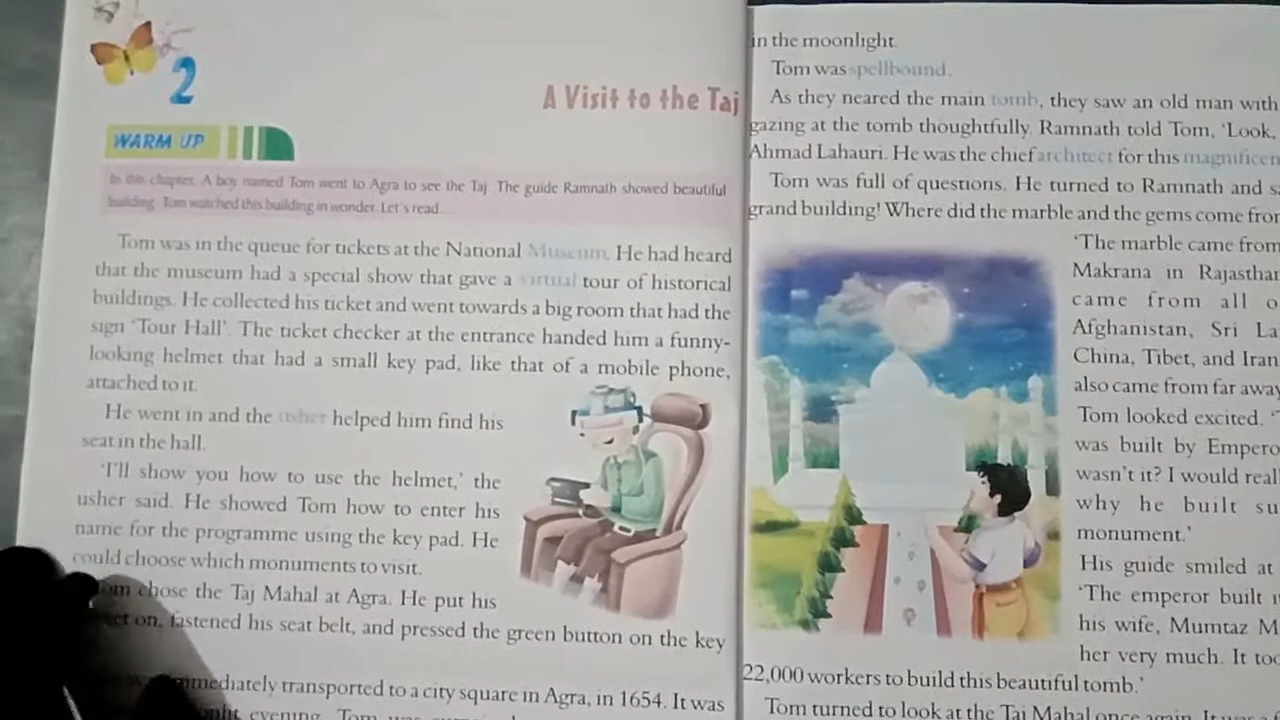 2
A Visit to the Taj
WARM UP
In this chapter. A boy named Tom went to Agra to see the Taj. The guide Ramnath showed beautiful
building. Tom watched this building in wonder. Let's read...
Tom was in the queue for tickets at the National Museum. He had heard
that the museum had a special show that gave a virtual tour of historical
buildings. He collected his ticket and went towards a big room that had the
sign 'Tour Hall'. The ticket checker at the entrance handed him a funny-
looking helmet that had a small key pad, like that of a mobile phone,
attached to it.
He went in and the usher helped him find his
seat in the hall.
'I'll show you how to use the helmet,' the
usher said. He showed Tom how to enter his
name for the programme using the key pad. He
could choose which monuments to visit.
Tom chose the Taj Mahal at Agra. He put his
on, fastened his seat belt, and pressed the green button on the key
immediately transported to a city square in Agra, in 1654. It was
evening. Tom was
in the moonlight.
Tom was spellbound.
As they neared the main tomb, they saw an old man with
gazing at the tomb thoughtfully. Ramnath told Tom, 'Look,
Ahmad Lahauri. He was the chief architect for this magnificen
Tom was full of questions. He turned to Ramnath and s
grand building! Where did the marble and the gems come from
'The marble came from
Makrana in Rajasthan
came from all o
Afghanistan, Sri La
China, Tibet, and Iran
also came from far away
Tom looked excited. '
was built by Empero
wasn't it? I would real
why he built su
monument.'
His guide smiled at
'The emperor built i
his wife, Mumtaz M
her very much. It too
22,000 workers to build this beautiful tomb.'
Tom turned to look at the Taj Mahal once again. It was